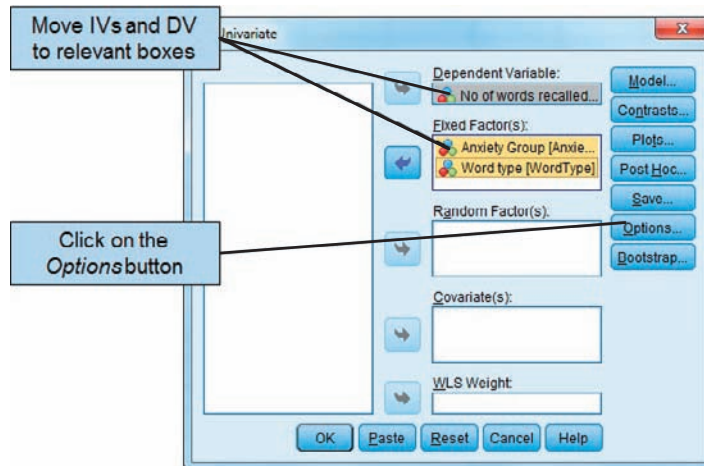 Move IVs and DV
to relevant boxes
Univariate
x
Dependent Variable:
No of words recalled...
Fixed Factor(s):
Anxiety Group [Anxie...
Word type [WordType]
Random Factor(s):
Covariate(s):
WLS Weight:
Model...
Contrasts...
Plots...
Post Hoc...
Save...
Options...
Bootstrap...
Click on the
Options button
OK Paste Reset Cancel Help